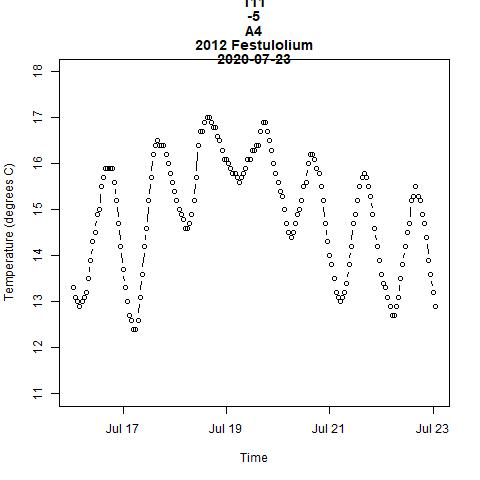 T11
-5
A4
2012 Festulolium
2020-07-23
18
17
16
15
14
13
12
11
Temperature (degrees C)
Jul 17
Jul 19
Jul 21
Jul 23
Time